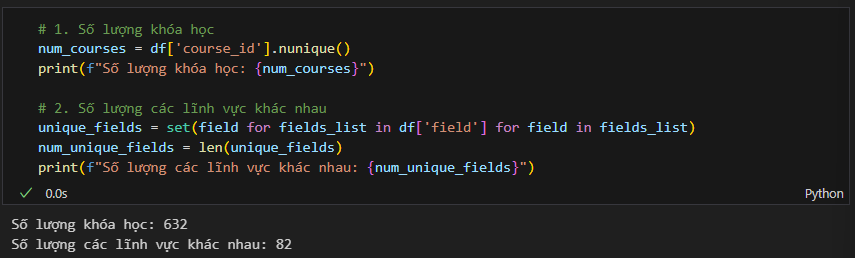 # 1. Số lượng khóa học
num_courses = df['course_id'].nunique()
print(f"Số lượng khóa học: {num_courses}")
# 2. Số lượng các lĩnh vực khác nhau
unique_fields = set(field for fields_list in df['field'] for field in fields_list)
num_unique_fields = len(unique_fields)
print(f"Số lượng các lĩnh vực khác nhau: {num_unique_fields}")
0.0s Python
Số lượng khóa học: 632
Số lượng các lĩnh vực khác nhau: 82